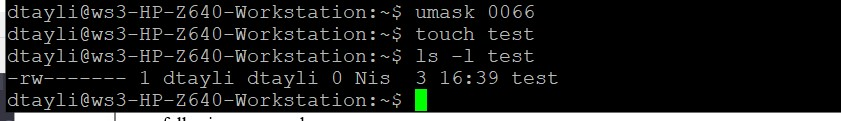 dtayli@ws3-HP-Z640-Workstation:~$ umask 0066
dtayli@ws3-HP-Z640-Workstation:~$ touch test
dtayli@ws3-HP-Z640-Workstation:~$ ls -l test
-rw------- 1 dtayli dtayli 0 Nis  3 16:39 test
dtayli@ws3-HP-Z640-Workstation:~$